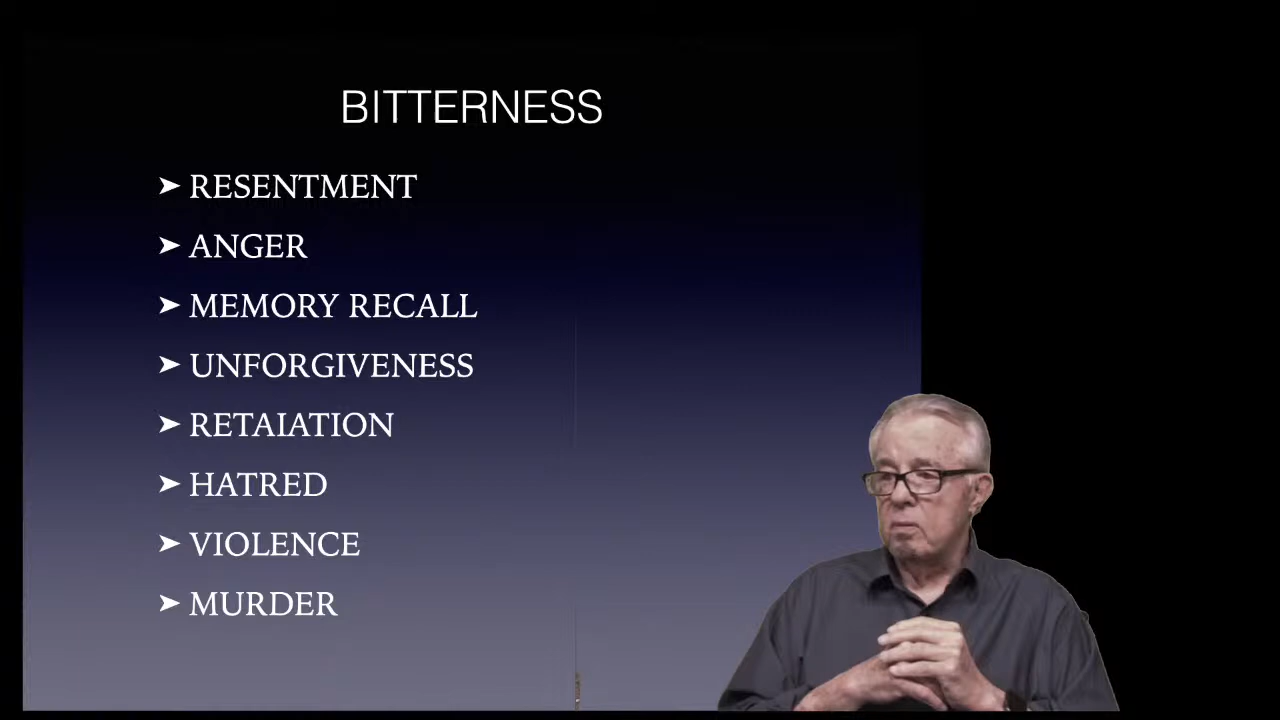 BITTERNESS
➤ RESENTMENT
➤ ANGER
➤ MEMORY RECALL
➤ UNFORGIVENESS
➤ RETAIATION
➤ HATRED
➤ VIOLENCE
➤ MURDER